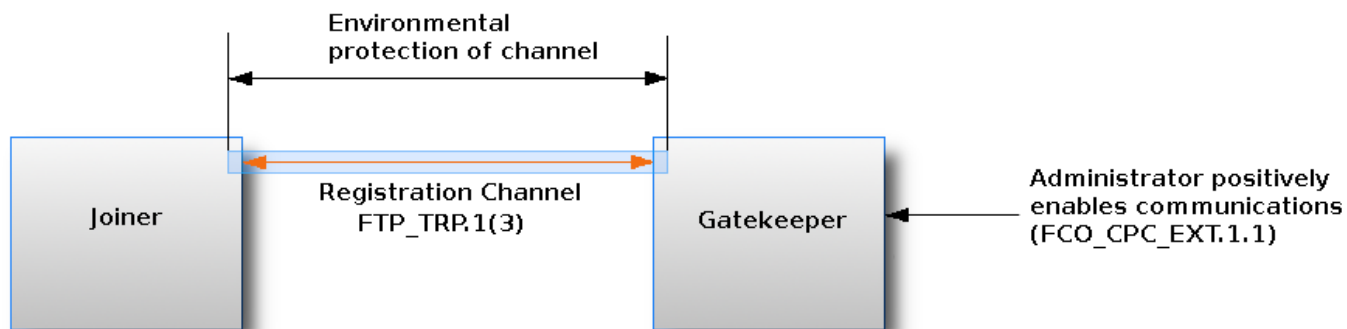 Environmental
protection of channel
Joiner
Registration Channel
FTP_TRP.1(3)
Gatekeeper
Administrator positively
enables communications
(FCO_CPC_EXT.1.1)